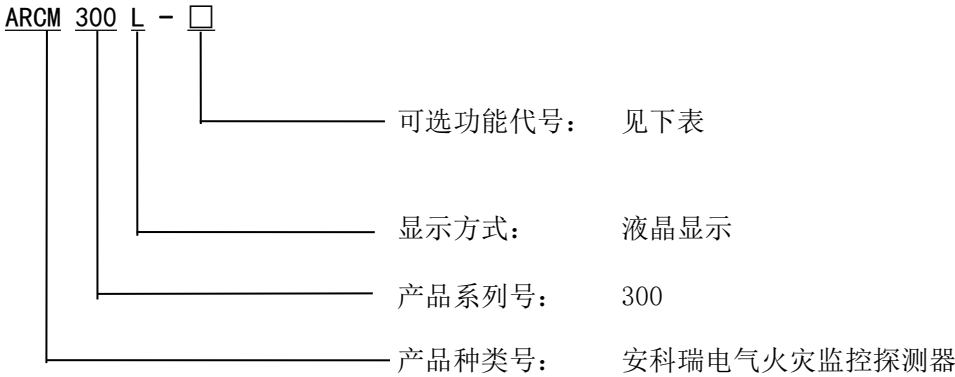 ARCM 300 L - □
可选功能代号： 见下表
显示方式： 液晶显示
产品系列号： 300
产品种类号： 安科瑞电气火灾监控探测器